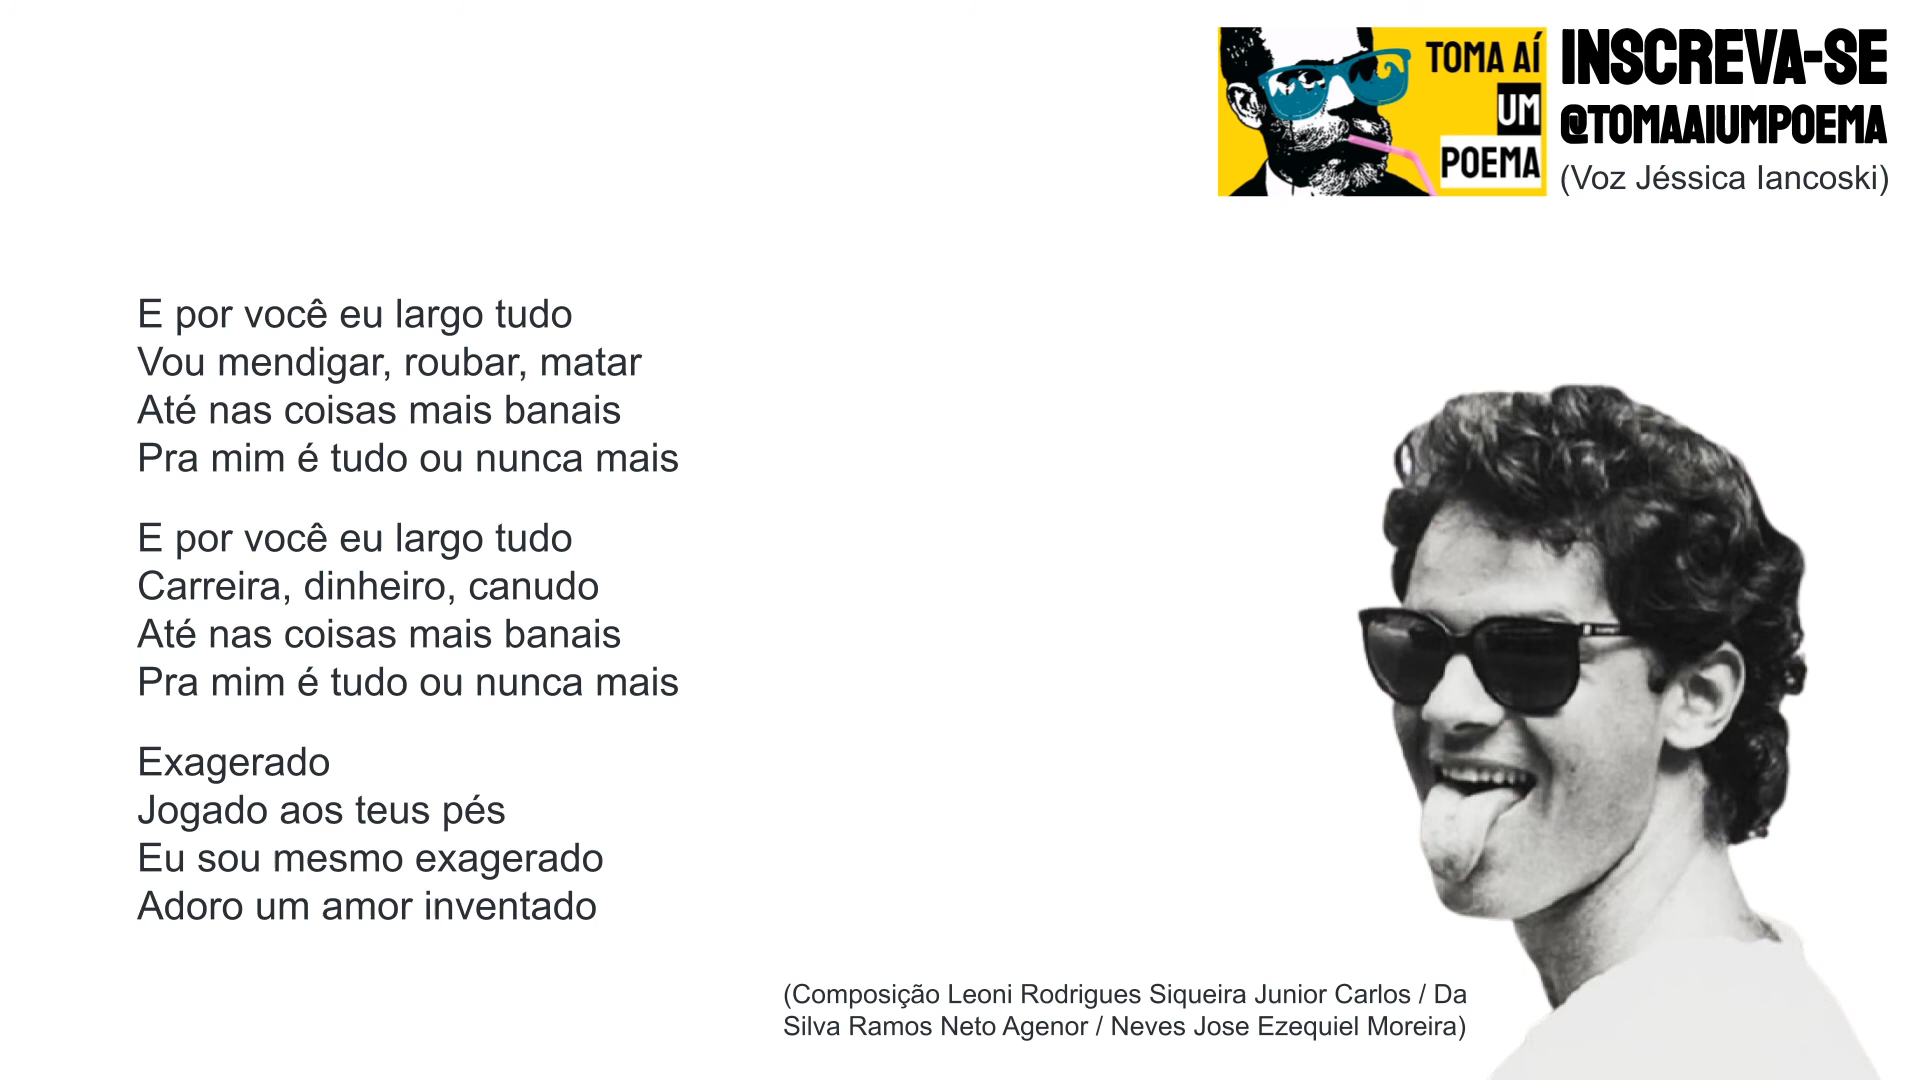 TOMA AÍ
UM
POEMA
INSCREVA-SE
@TOMAAIUMPOEMA
(Voz Jéssica Iancoski)
E por você eu largo tudo
Vou mendigar, roubar, matar
Até nas coisas mais banais
Pra mim é tudo ou nunca mais
E por você eu largo tudo
Carreira, dinheiro, canudo
Até nas coisas mais banais
Pra mim é tudo ou nunca mais
Exagerado
Jogado aos teus pés
Eu sou mesmo exagerado
Adoro um amor inventado
(Composição Leoni Rodrigues Siqueira Junior Carlos / Da
Silva Ramos Neto Agenor / Neves Jose Ezequiel Moreira)